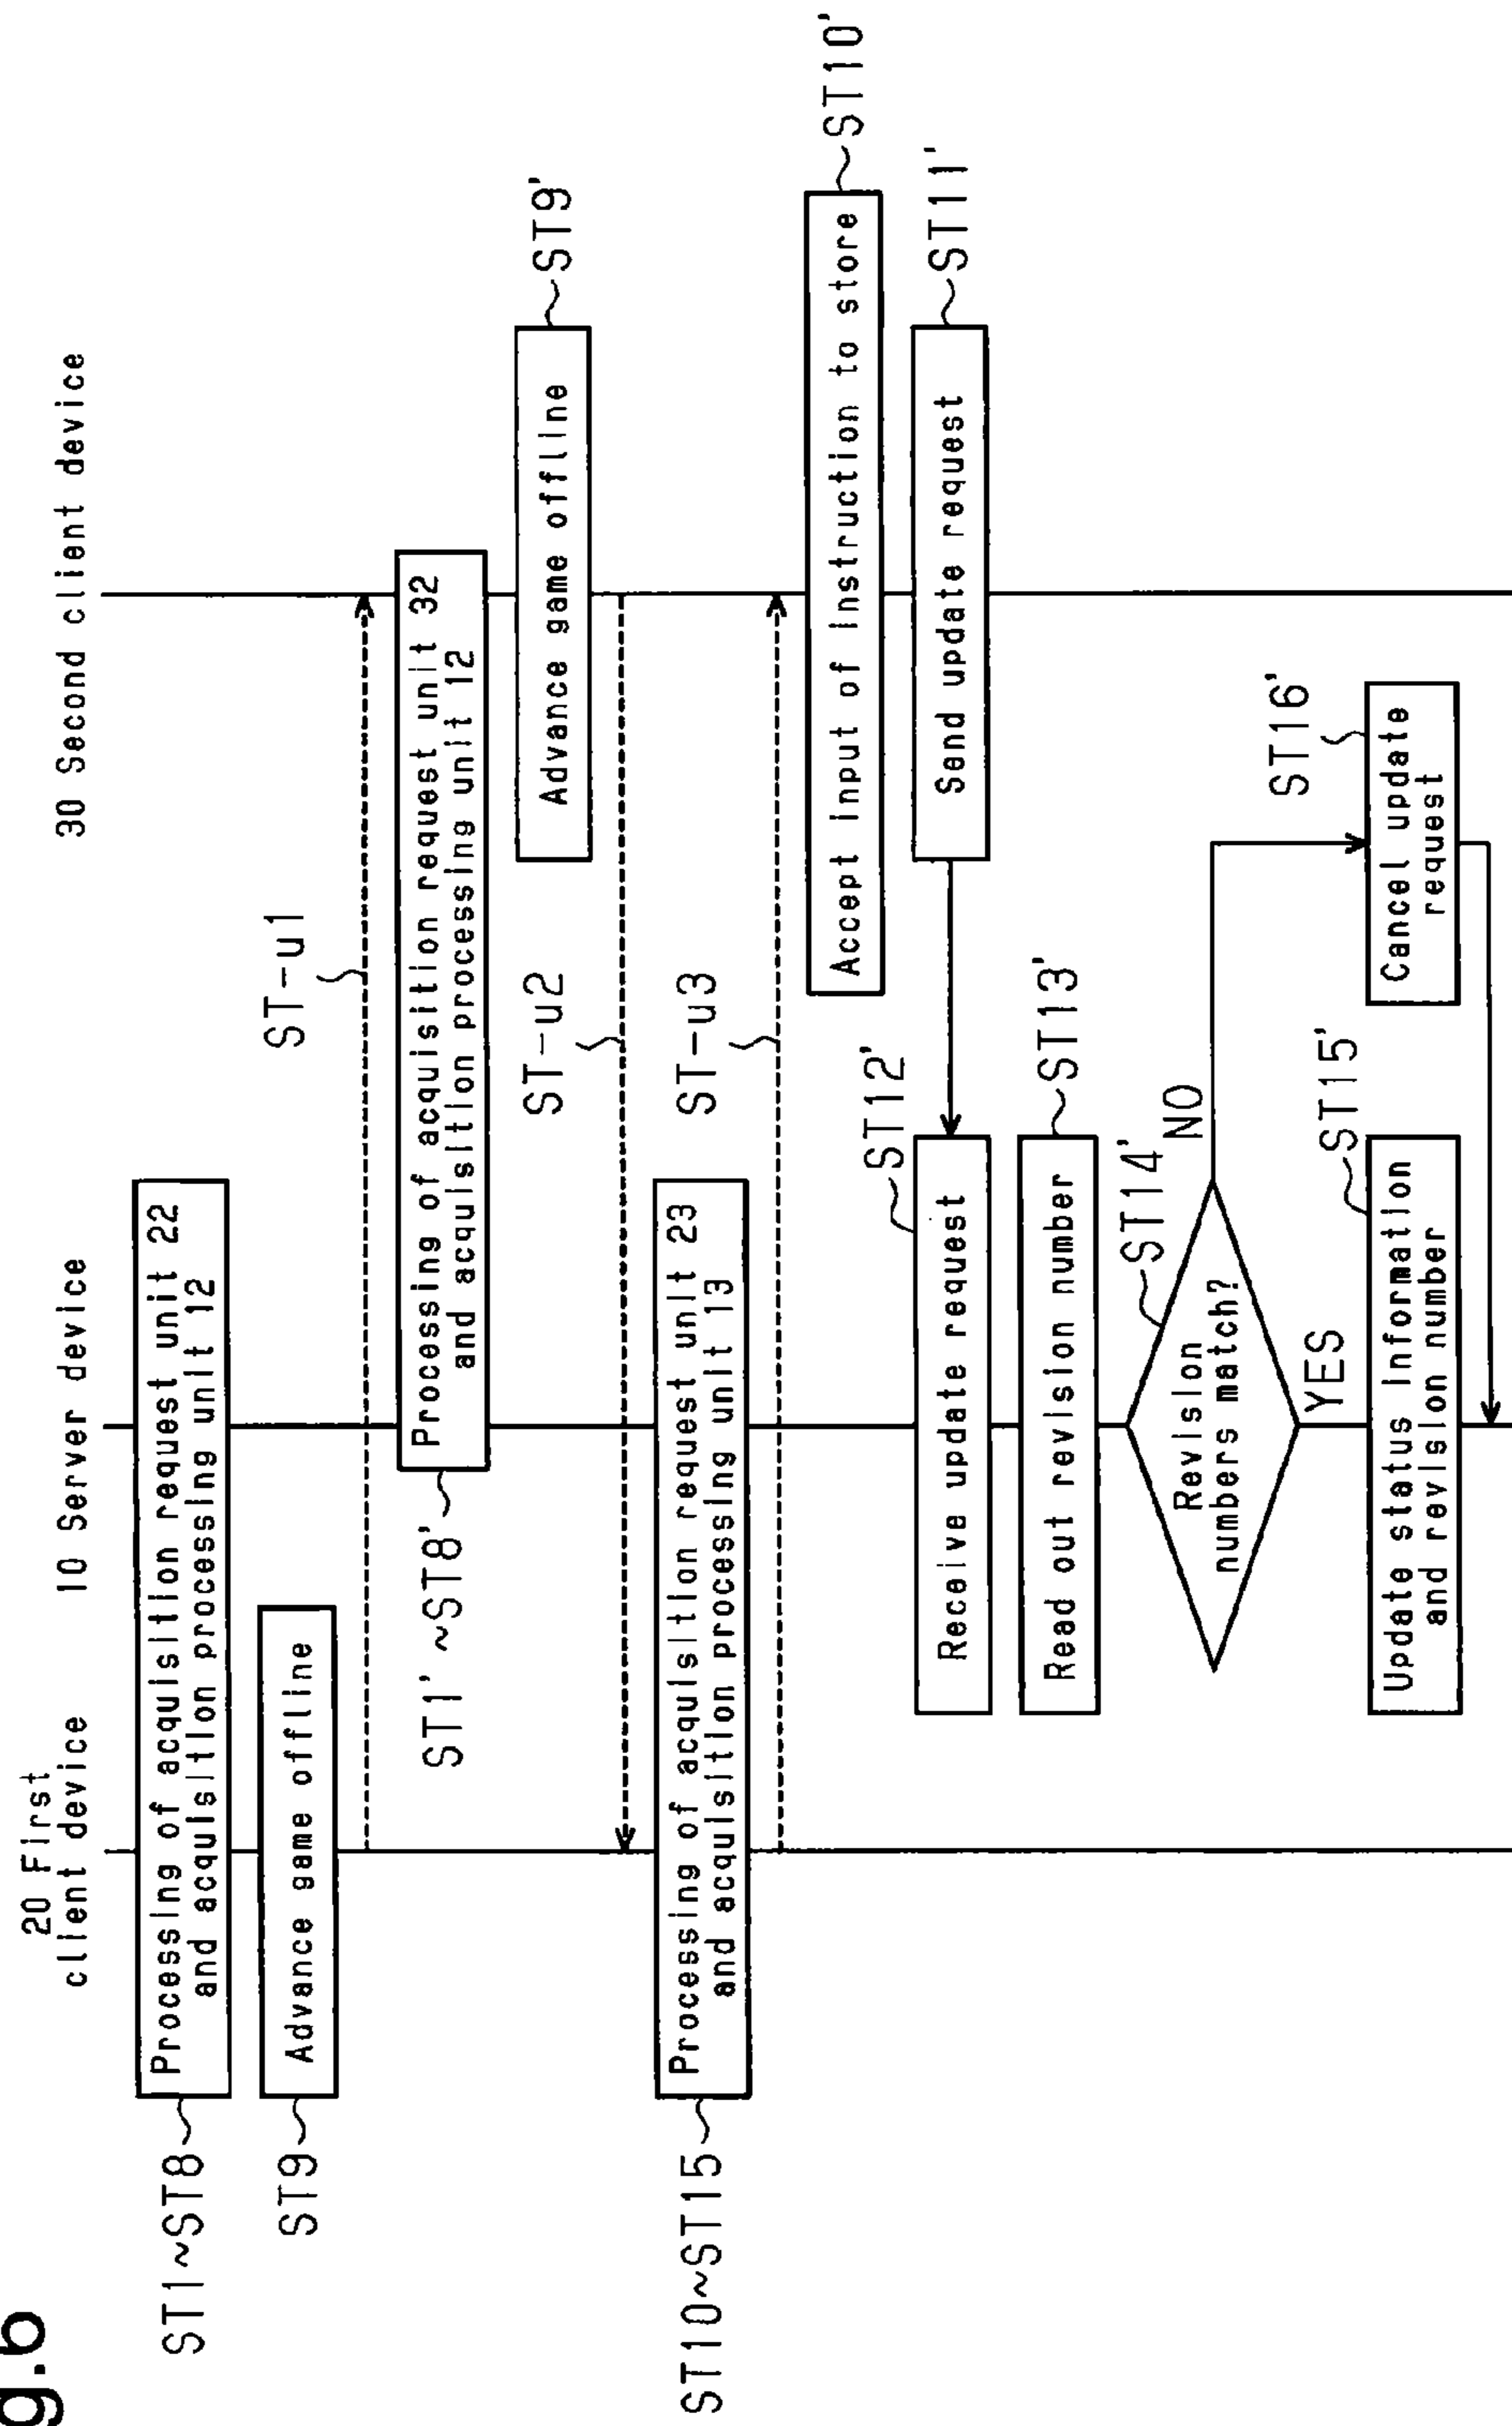 g.6
20 First
client device
10 Server device
30 Second client device
ST1~ST8
Processing of acquisition request unit 22
and acquisition processing unit 12
ST9
Advance game offline
ST-u1
ST1'~ST8'
Processing of acquisition request unit 32
and acquisition processing unit 12
Advance game offline
ST9'
ST-u2
ST10~ST15
Processing of acquisition request unit 23
and acquisition processing unit 13
ST-u3
Accept input of instruction to store
ST10'
Send update request
ST11'
Receive update request
ST12'
Read out revision number
ST13'
Revision
numbers match?
ST14'
NO
YES
Update status information
and revision number
ST15'
Cancel update
request
ST16'